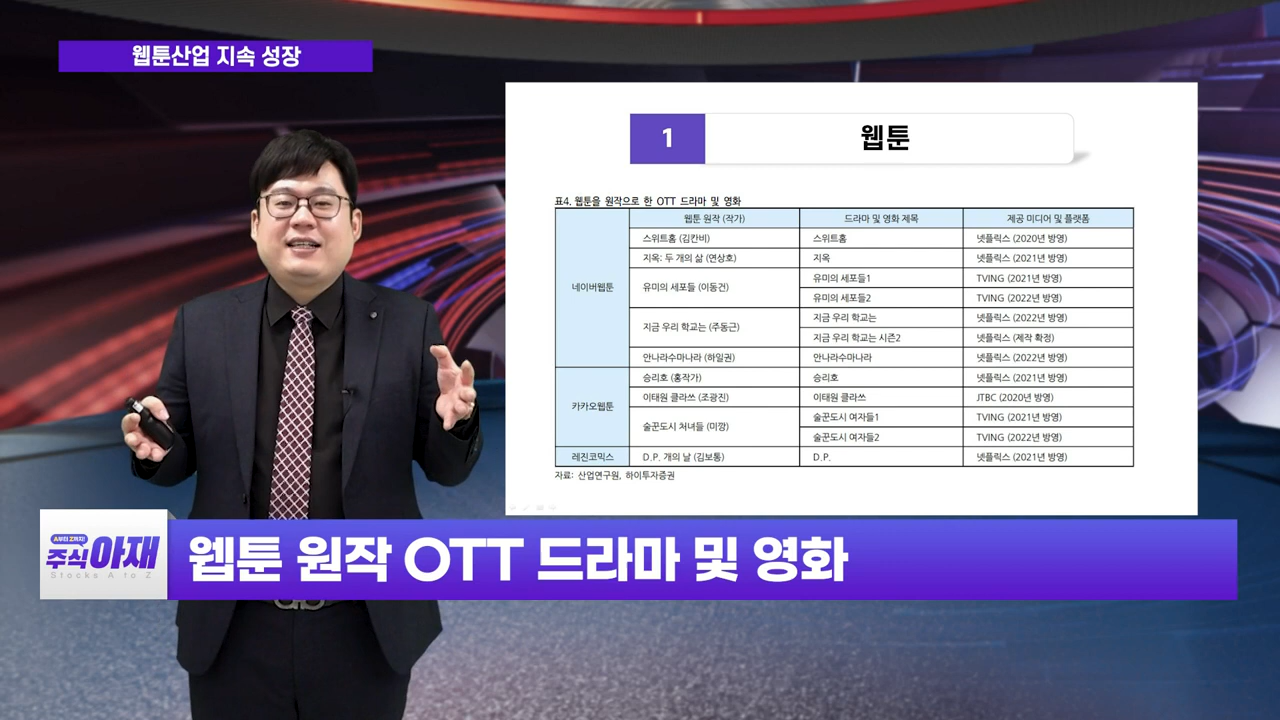 웹툰산업 지속 성장
1 웹툰
표4. 웹툰을 원작으로 한 OTT 드라마 및 영화
웹툰 원작 (작가) 드라마 및 영화 제목 제공 미디어 및 플랫폼
네이버웹툰
스위트홈 (김칸비) 스위트홈 넷플릭스 (2020년 방영)
지옥: 두 개의 삶 (연상호) 지옥 넷플릭스 (2021년 방영)
유미의 세포들 (이동건) 유미의 세포들1 TVING (2021년 방영)
유미의 세포들2 TVING (2022년 방영)
지금 우리 학교는 (주동근) 지금 우리 학교는 넷플릭스 (2022년 방영)
지금 우리 학교는 시즌2 넷플릭스 (제작 확정)
안나라수마나라 (하일권) 안나라수마나라 넷플릭스 (2022년 방영)
카카오웹툰
승리호 (홍작가) 승리호 넷플릭스 (2021년 방영)
이태원 클라쓰 (조광진) 이태원 클라쓰 JTBC (2020년 방영)
술꾼도시 처녀들 (미깡) 술꾼도시 여자들1 TVING (2021년 방영)
술꾼도시 여자들2 TVING (2022년 방영)
레진코믹스 D.P. 개의 날 (김보통) D.P. 넷플릭스 (2021년 방영)
자료: 산업연구원, 하이투자증권
A부터 Z까지!
주식아재
Stocks A to Z
웹툰 원작 OTT 드라마 및 영화